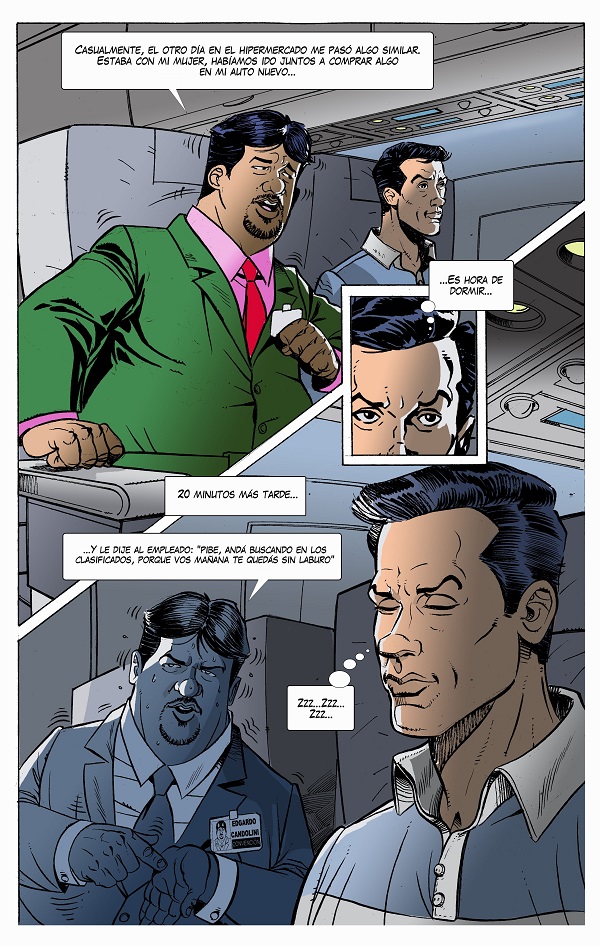 CASUALMENTE, EL OTRO DÍA EN EL HIPERMERCADO ME PASÓ ALGO SIMILAR.
ESTABA CON MI MUJER, HABÍAMOS IDO JUNTOS A COMPRAR ALGO
EN MI AUTO NUEVO...
...ES HORA DE
DORMIR...
20 MINUTOS MÁS TARDE...
...Y LE DIJE AL EMPLEADO: "PIBE, ANDÁ BUSCANDO EN LOS
CLASIFICADOS, PORQUE VOS MAÑANA TE QUEDÁS SIN LABURO"
ZZZ...ZZZ...
ZZZ...
EDGARDO
CANDOLINI
CONVENCION